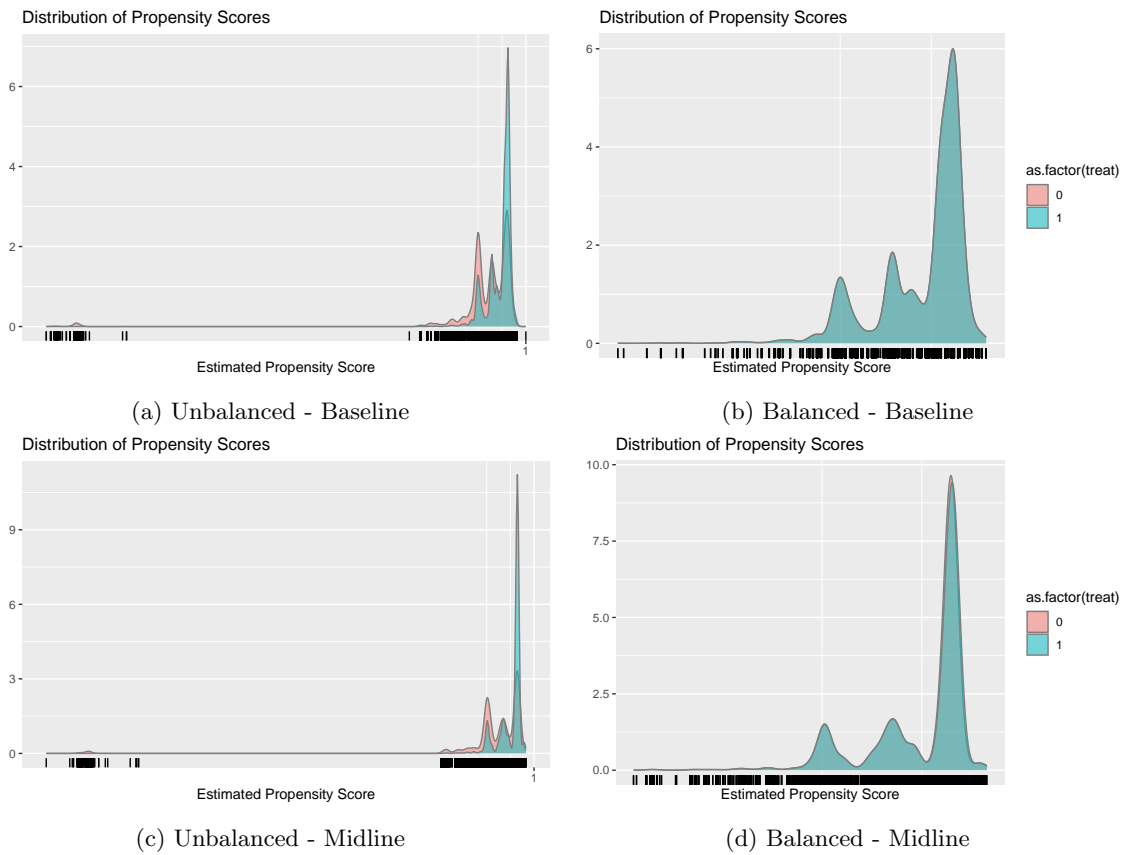 Distribution of Propensity Scores
6
4
2
0
1
Estimated Propensity Score
(a) Unbalanced - Baseline
Distribution of Propensity Scores
6
4
2
0
Estimated Propensity Score
(b) Balanced - Baseline
as.factor(treat)
0
1
Distribution of Propensity Scores
9
6
3
0
1
Estimated Propensity Score
(c) Unbalanced - Midline
Distribution of Propensity Scores
10.0
7.5
5.0
2.5
0.0
Estimated Propensity Score
(d) Balanced - Midline
as.factor(treat)
0
1